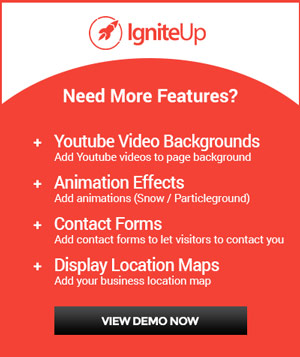 IgniteUp
Need More Features?
+ Youtube Video Backgrounds
Add Youtube videos to page background
+ Animation Effects
Add animations (Snow / Particleground)
+ Contact Forms
Add contact forms to let visitors to contact you
+ Display Location Maps
Add your business location map
VIEW DEMO NOW